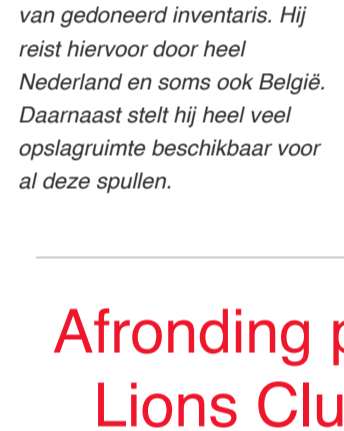 van gedoneerd inventaris. Hij
reist hiervoor door heel
Nederland en soms ook België.
Daarnaast stelt hij heel veel
opslagruimte beschikbaar voor
al deze spullen.
Afronding p
Lions Clu